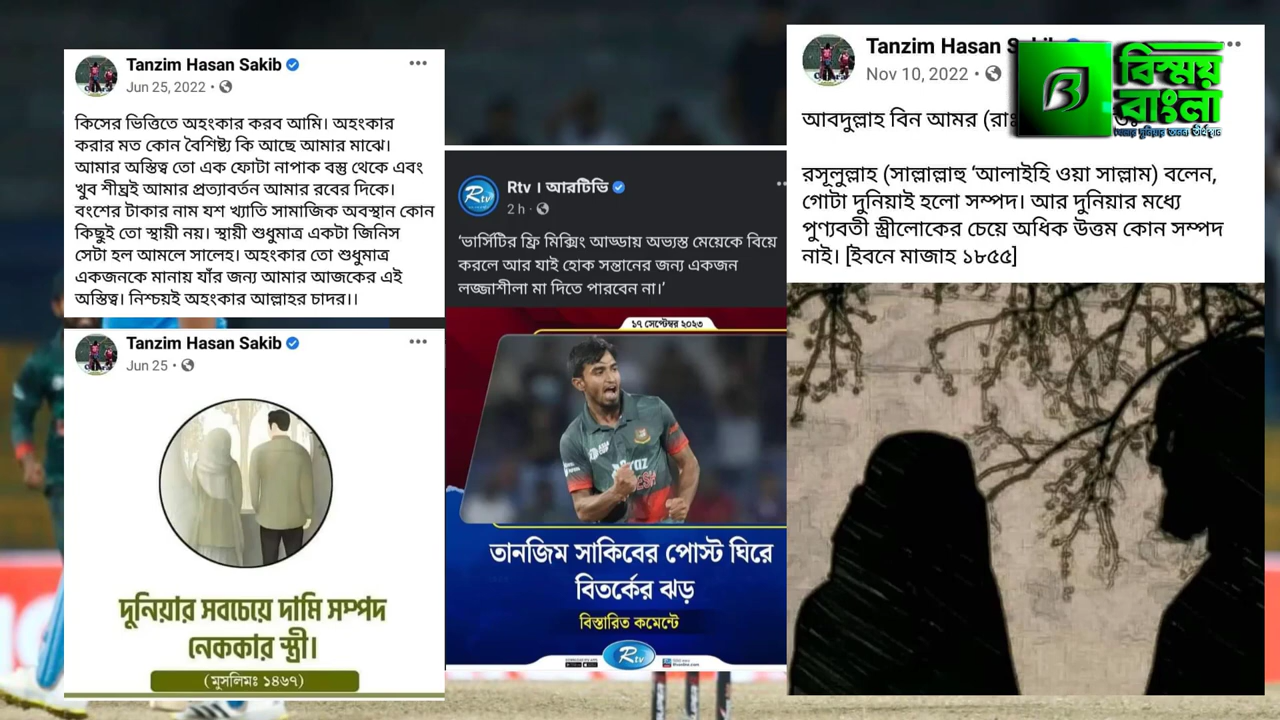 Tanzim Hasan Sakib
Jun 25, 2022
কিসের ভিত্তিতে অহংকার করব আমি। অহংকার
করার মত কোন বৈশিষ্ট্য কি আছে আমার মাঝে।
আমার অস্তিত্ব তো এক ফোটা নাপাক বস্তু থেকে এবং
খুব শীঘ্রই আমার প্রত্যাবর্তন আমার রবের দিকে।
বংশের টাকার নাম যশ খ্যাতি সামাজিক অবস্থান কোন
কিছুই তো স্থায়ী নয়। স্থায়ী শুধুমাত্র একটা জিনিস
সেটা হল আমলে সালেহ। অহংকার তো শুধুমাত্র
একজনকে মানায় যাঁর জন্য আমার আজকের এই
অস্তিত্ব। নিশ্চয়ই অহংকার আল্লাহর চাদর।।
Tanzim Hasan Sakib
Jun 25
দুনিয়ার সবচেয়ে দামি সম্পদ
নেককার স্ত্রী।
(মুসলিমঃ ১৪৬৭)
Rtv
Rtv । আরটিভি
2 h
‘ভার্সিটির ফ্রি মিক্সিং আড্ডায় অভ্যস্ত মেয়েকে বিয়ে
করলে আর যাই হোক সন্তানের জন্য একজন
লজ্জাশীলা মা দিতে পারবেন না।’
১৭ সেপ্টেম্বর ২০২৩
তানজিম সাকিবের পোস্ট ঘিরে
বিতর্কের ঝড়
বিস্তারিত কমেন্টে
Rtv
Tanzim Hasan
Nov 10, 2022
বিস্ময়
বাংলা
আবদুল্লাহ বিন আমর
রসূলুল্লাহ (সাল্লাল্লাহু ‘আলাইহি ওয়া সাল্লাম) বলেন,
গোটা দুনিয়াই হলো সম্পদ। আর দুনিয়ার মধ্যে
পুণ্যবতী স্ত্রীলোকের চেয়ে অধিক উত্তম কোন সম্পদ
নাই। [ইবনে মাজাহ ১৮৫৫]